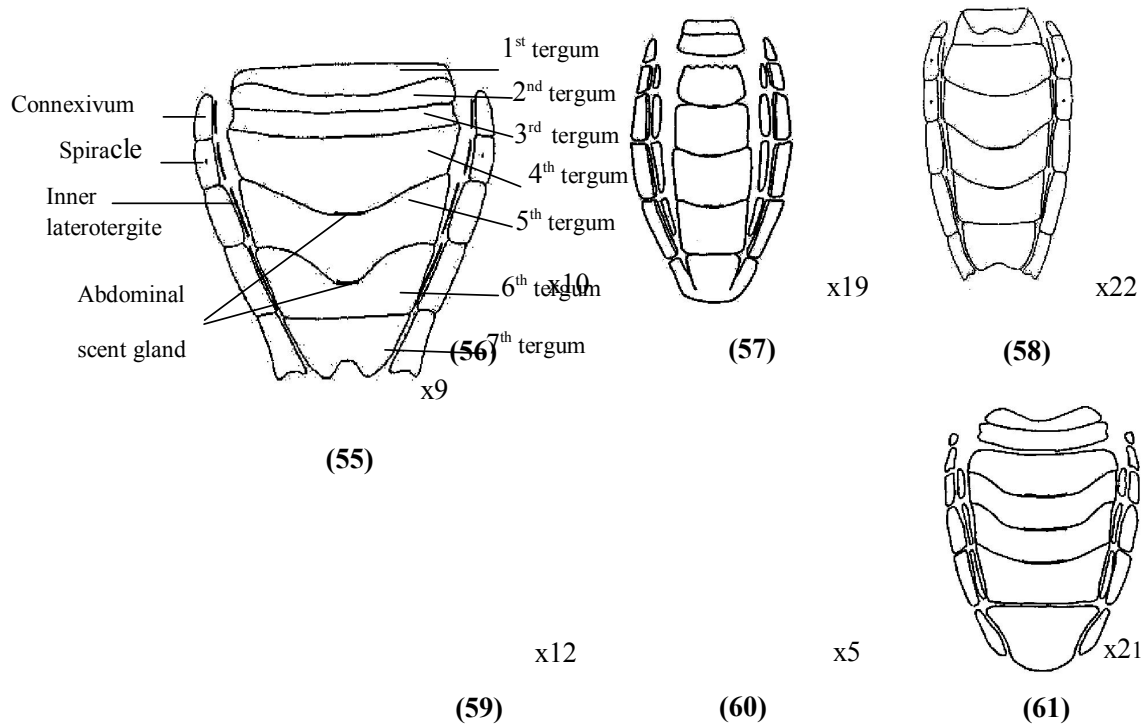 1st tergum
Connexivum
2nd tergum
3rd tergum
Spiracle
4th tergum
Inner
laterotergite
5th tergum
Abdominal
6th tergum
x10
x19
x22
scent gland
7th tergum
(56)
(57)
(58)
x9
(55)
x12
x5
x21
(59)
(60)
(61)